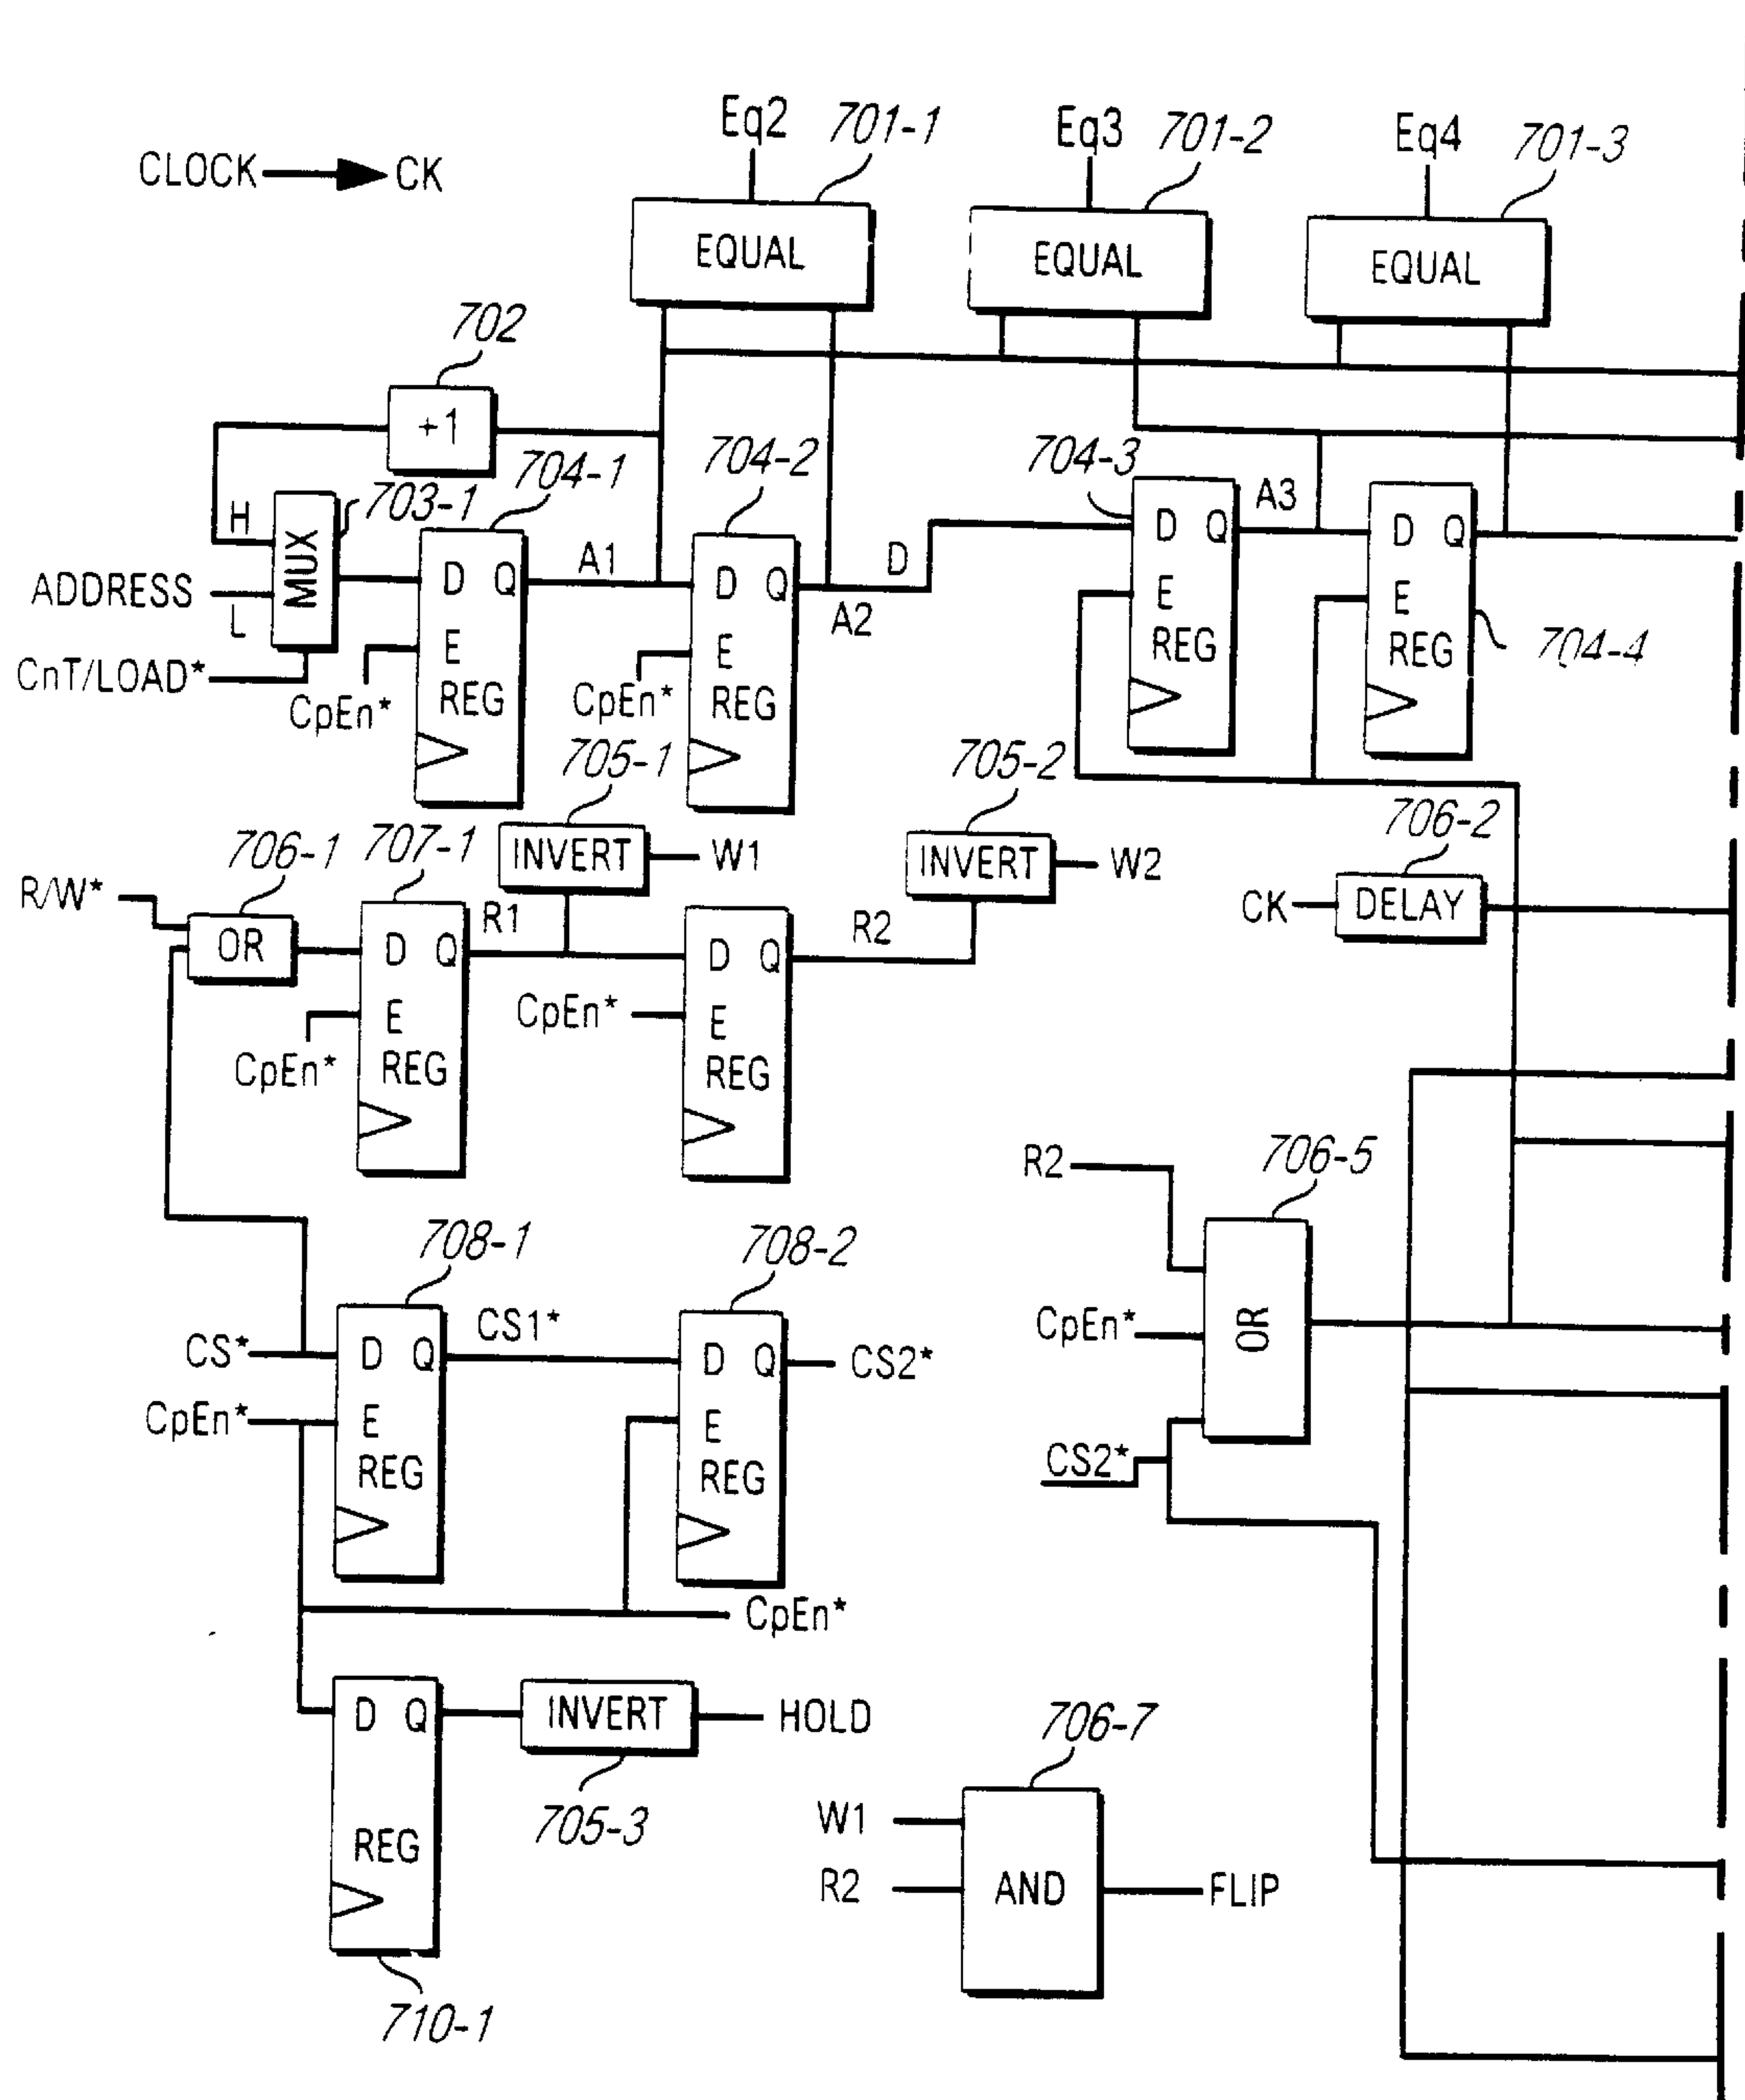 Eq2 701-1 Eq3 701-2 Eq4 701-3
CLOCK CK
EQUAL EQUAL EQUAL
702
+1
704-1 704-2 704-3
703-1
H MUX
ADDRESS
L
CnT/LOAD*
D Q A1 D Q D A2 D Q A3 D Q
E E E E
REG REG REG REG
704-4
CpEn* CpEn*
705-1 705-2
706-2
706-1 707-1
INVERT W1 INVERT W2
R/W*
OR
CK DELAY
D Q R1 D Q R2
E CpEn* E
CpEn* REG REG
R2 706-5
708-1 708-2
CS* D Q CS1* D Q CS2*
CpEn* E E
REG REG
CpEn* OR
CS2*
CpEn*
D Q INVERT HOLD
REG
705-3
706-7
W1
R2 AND FLIP
710-1